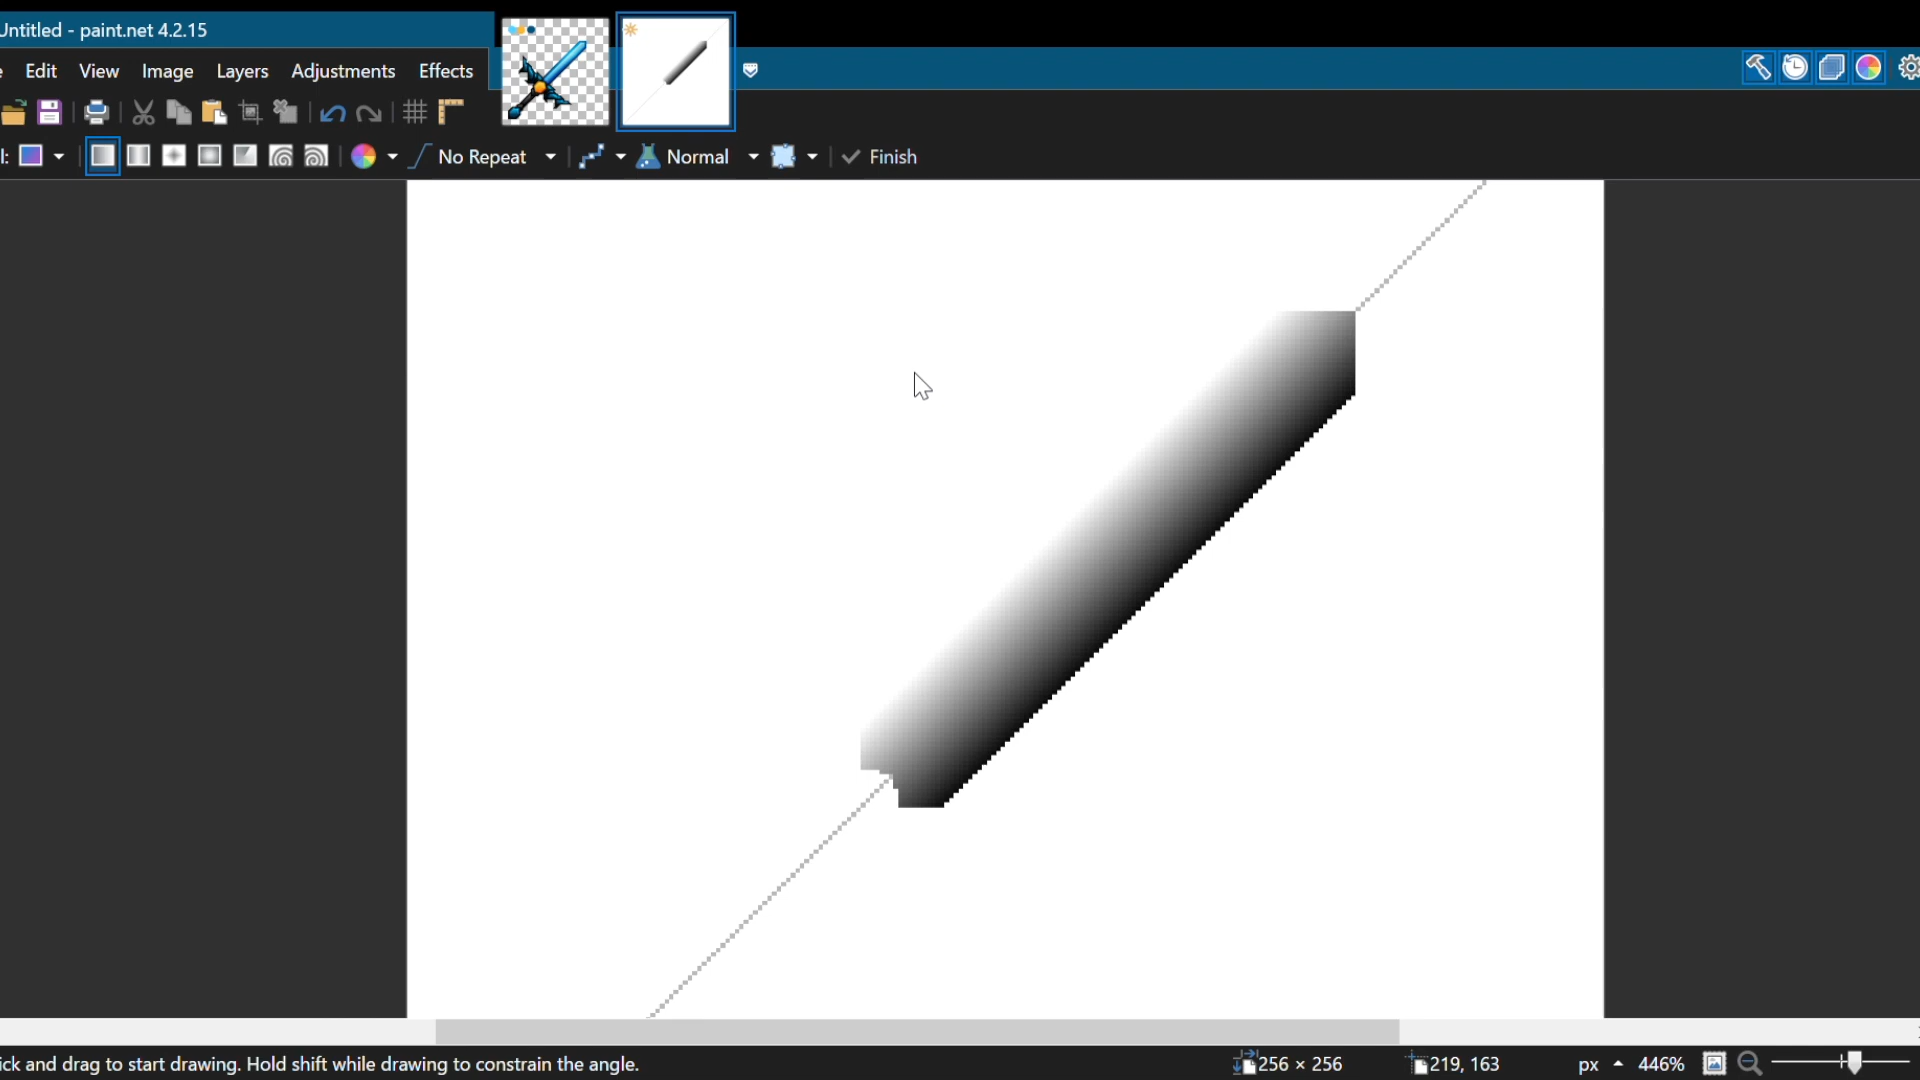 Untitled - paint.net 4.2.15
Edit View Image Layers Adjustments Effects
No Repeat Normal Finish
ick and drag to start drawing. Hold shift while drawing to constrain the angle.
256 × 256 219, 163 px 446%